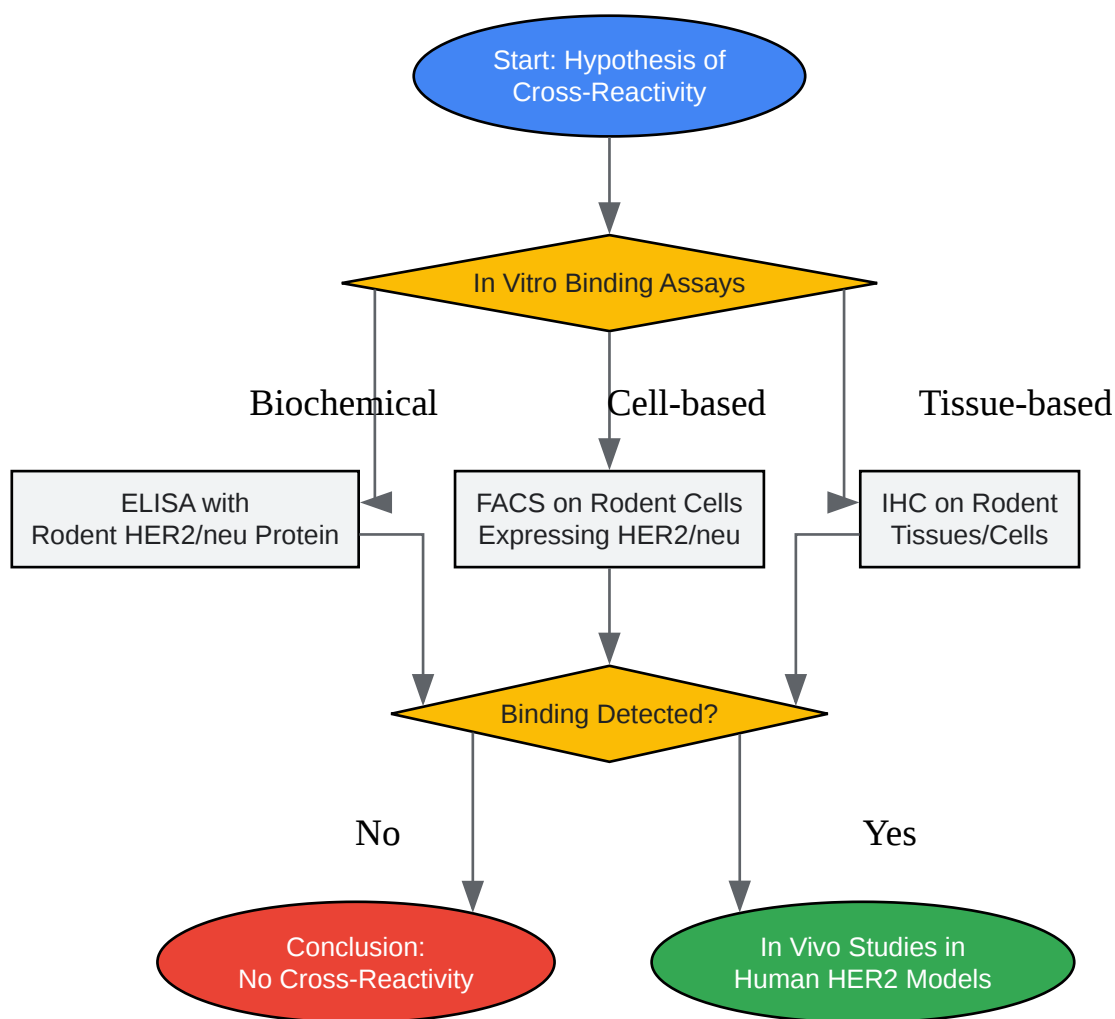 Start: Hypothesis of
Cross-Reactivity
In Vitro Binding Assays
Biochemical
Cell-based
Tissue-based
ELISA with
Rodent HER2/neu Protein
FACS on Rodent Cells
Expressing HER2/neu
IHC on Rodent
Tissues/Cells
Binding Detected?
No
Yes
Conclusion:
No Cross-Reactivity
In Vivo Studies in
Human HER2 Models